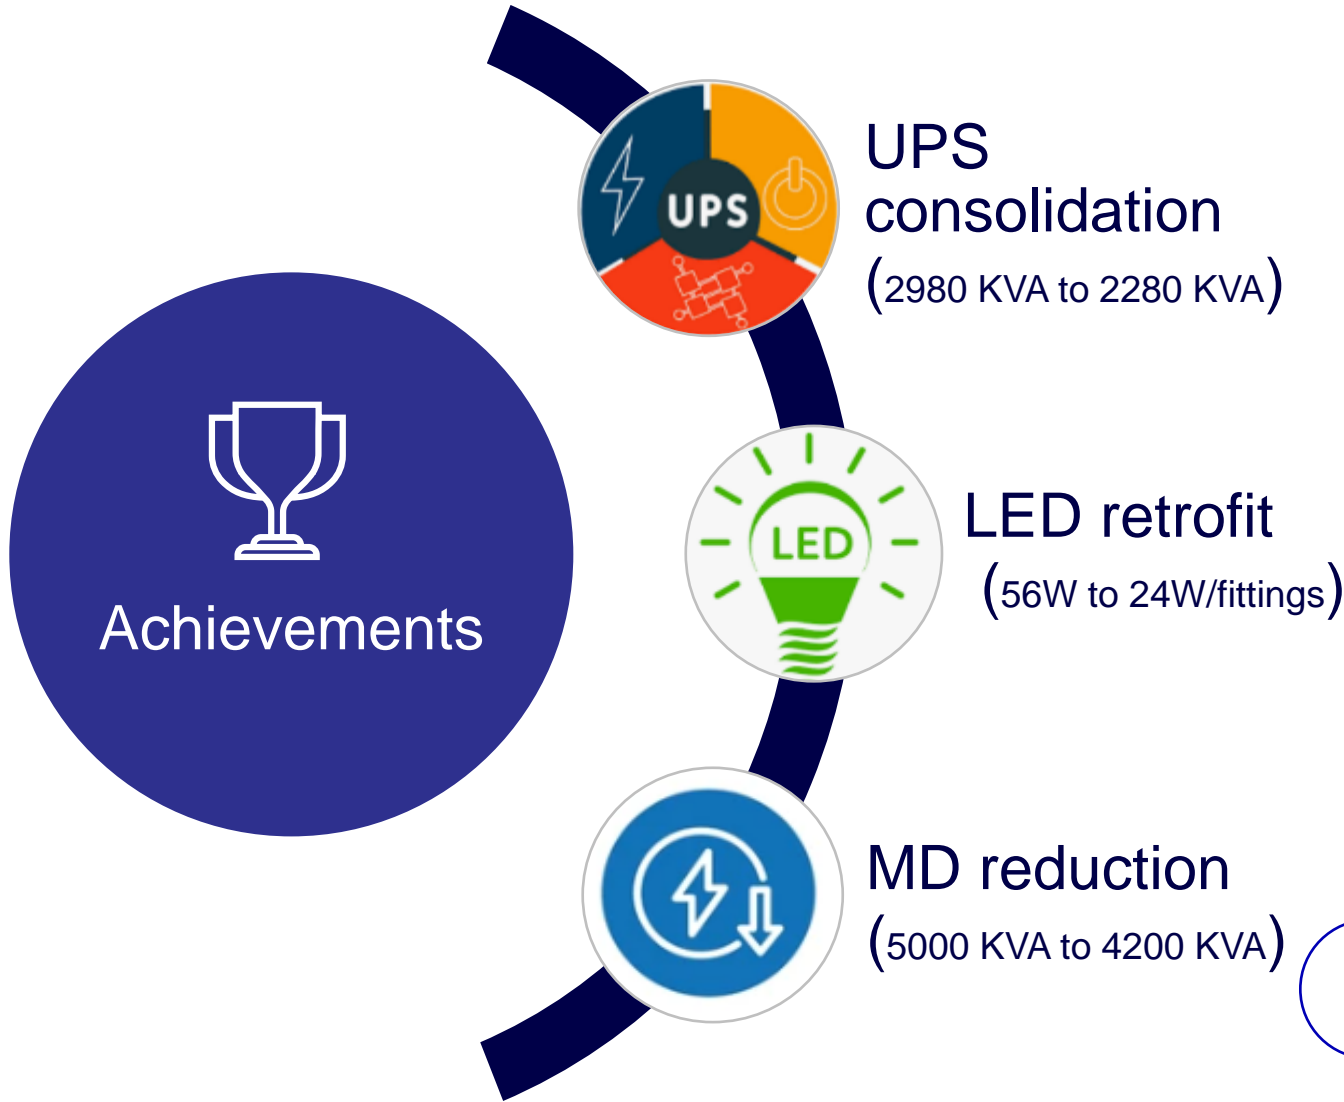 UPS
UPS
consolidation
(2980 KVA to 2280 KVA)
LED
LED retrofit
(56W to 24W/fittings)
Achievements
MD reduction
(5000 KVA to 4200 KVA)